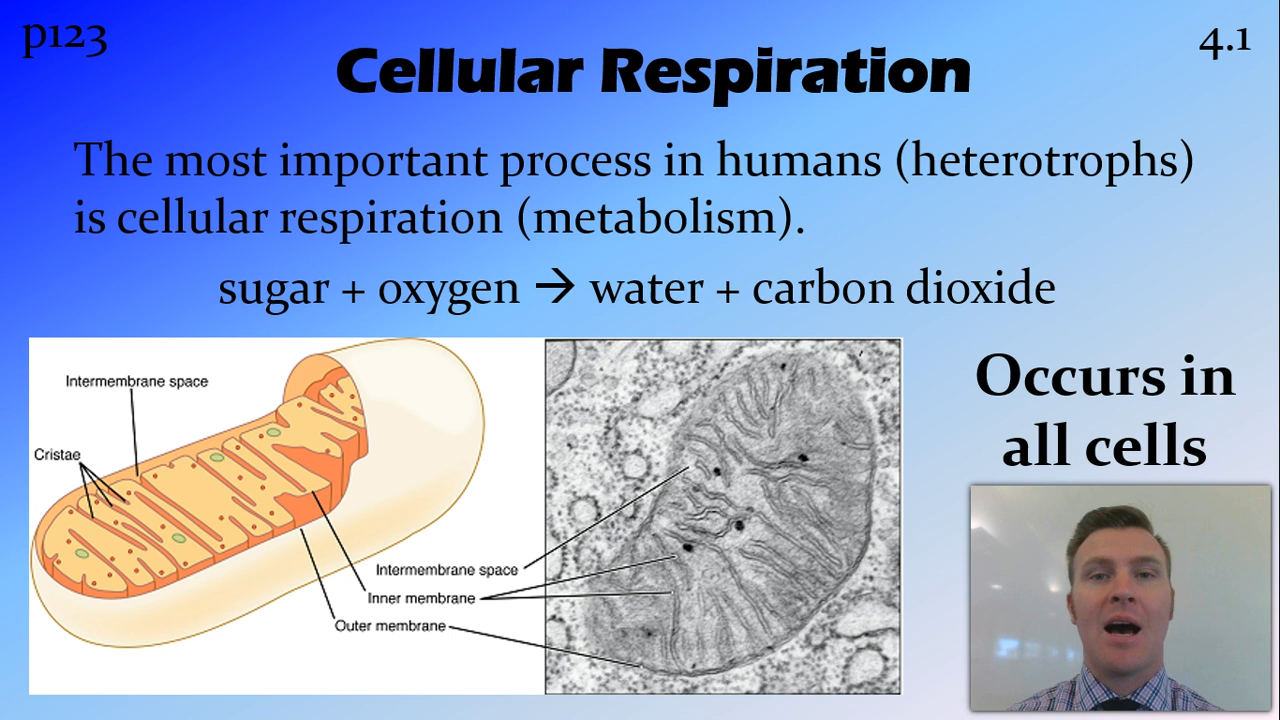 p123
4.1
Cellular Respiration
The most important process in humans (heterotrophs)
is cellular respiration (metabolism).
sugar + oxygen → water + carbon dioxide
Intermembrane space
Cristae
Intermembrane space
Inner membrane
Outer membrane
Occurs in
all cells